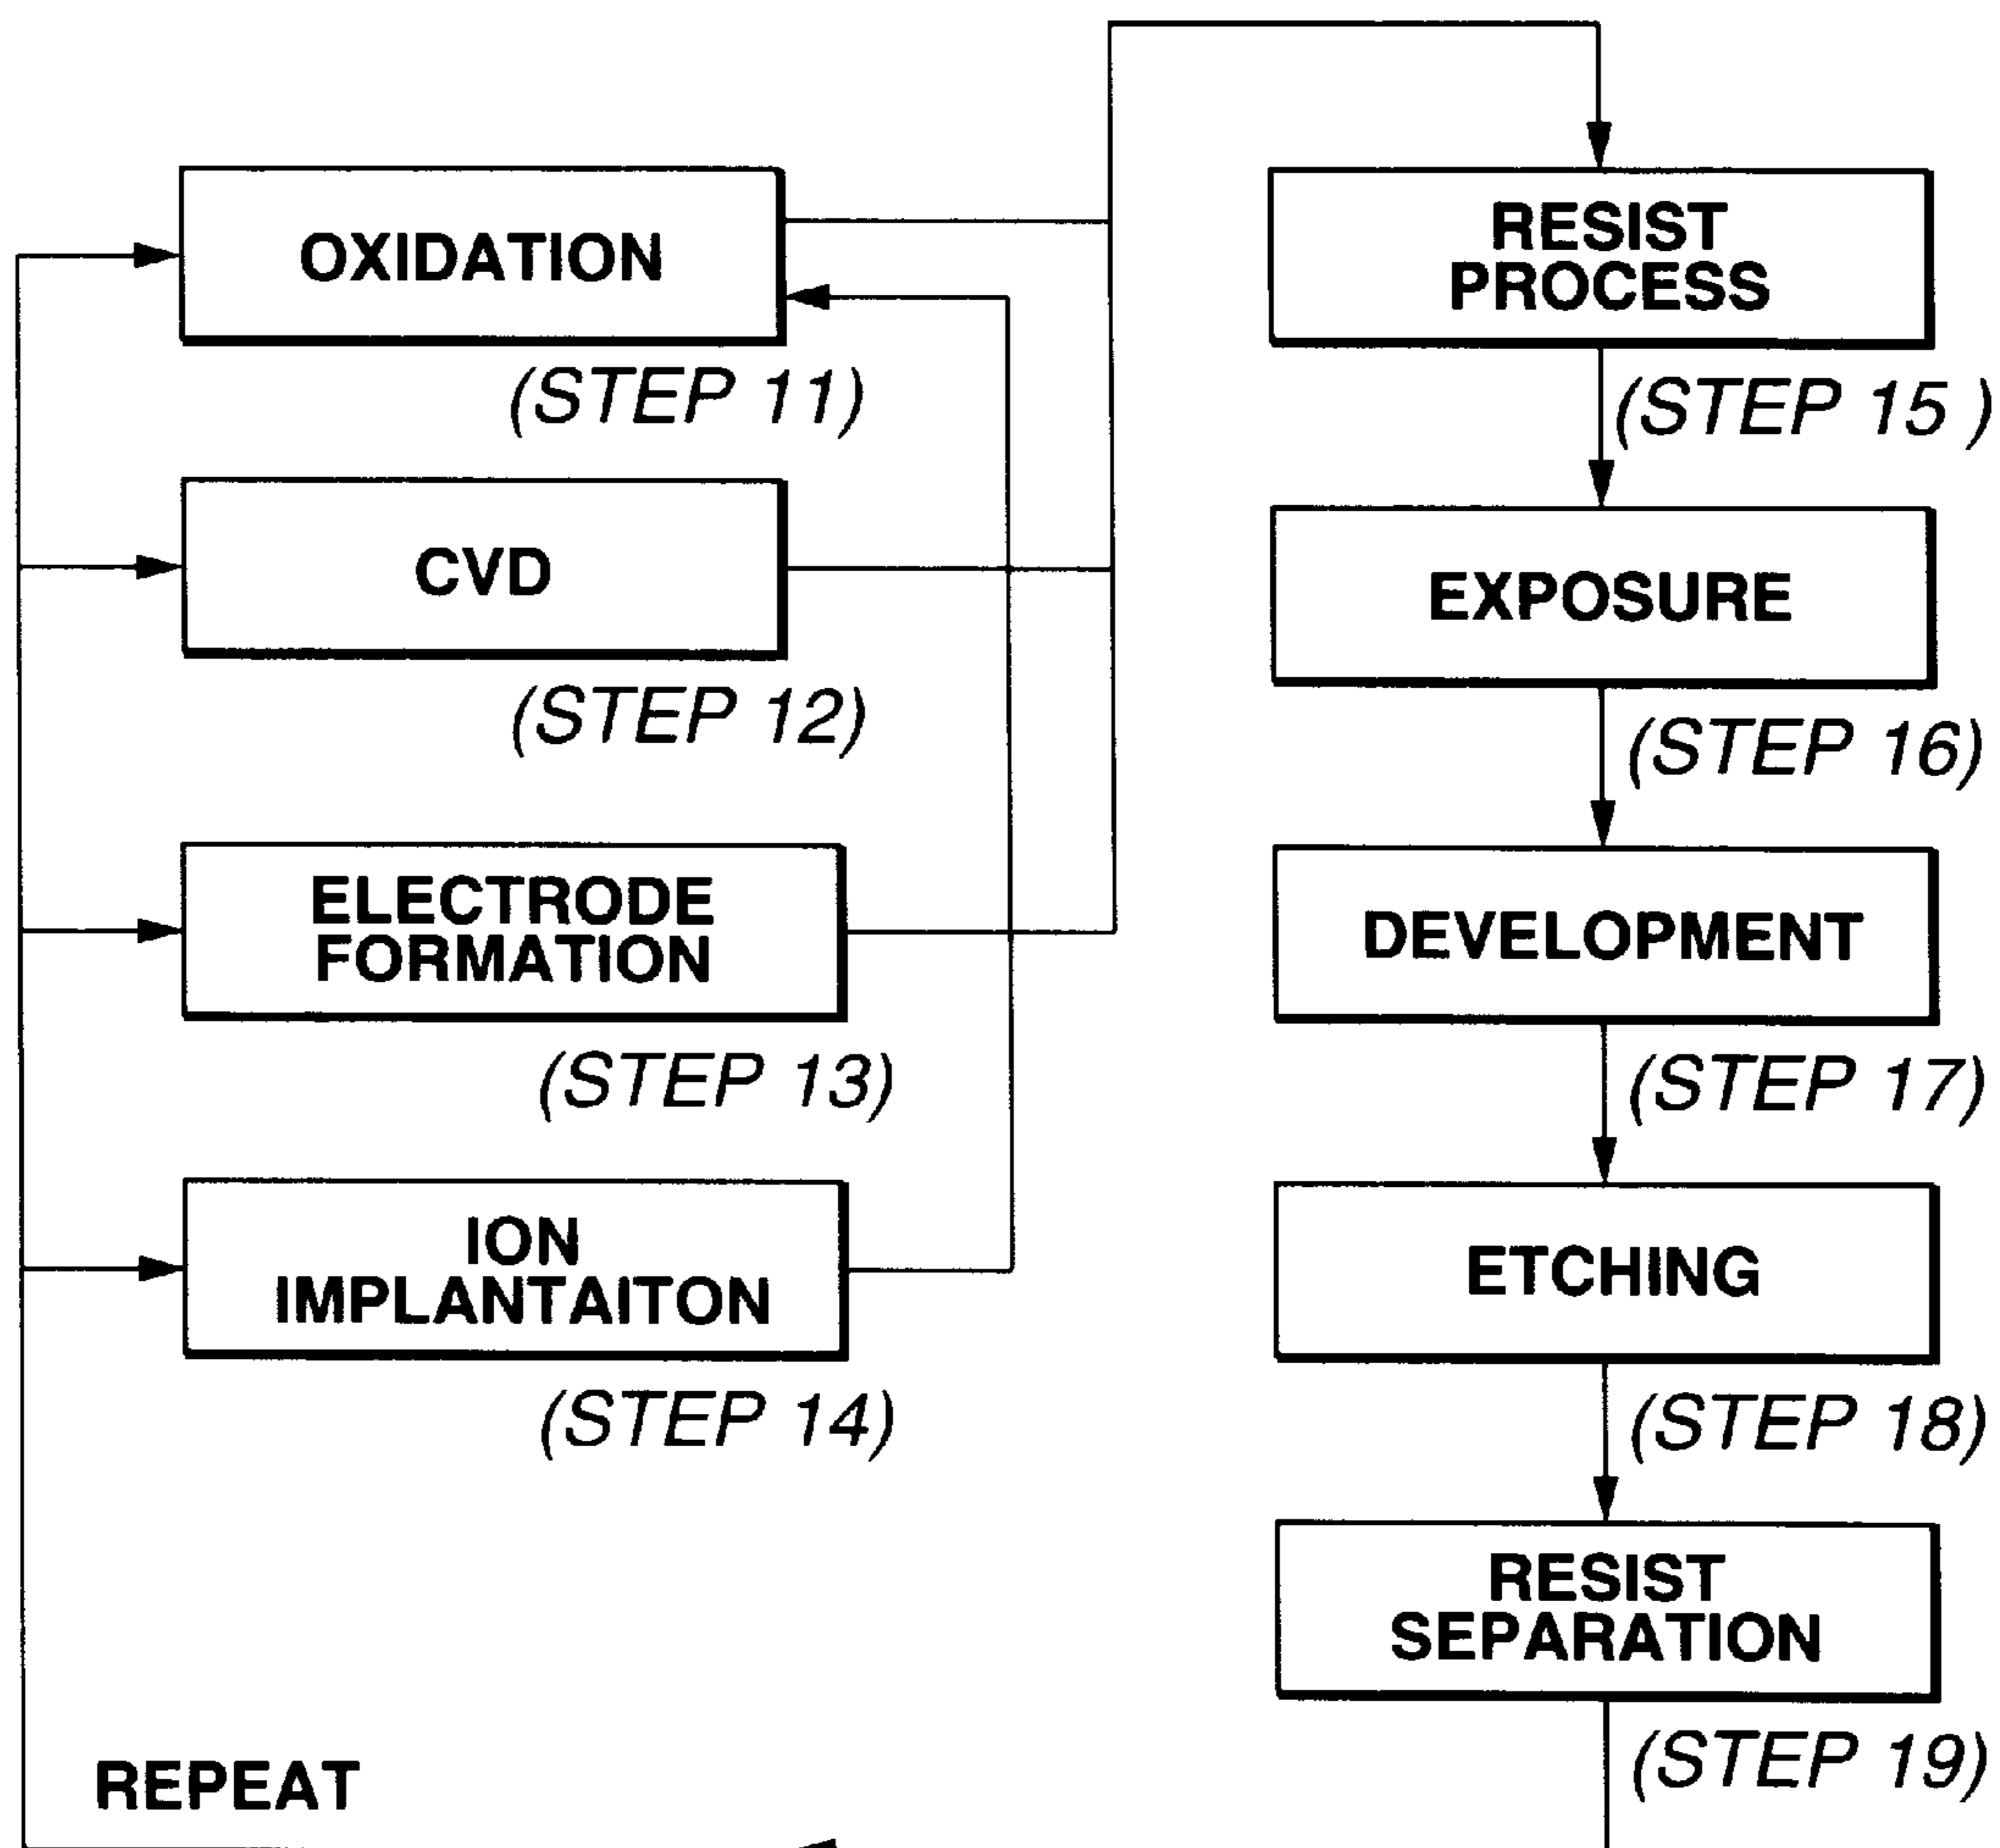 OXIDATION
(STEP 11)
CVD
(STEP 12)
ELECTRODE
FORMATION
(STEP 13)
ION
IMPLANTAITON
(STEP 14)
REPEAT
RESIST
PROCESS
(STEP 15 )
EXPOSURE
(STEP 16)
DEVELOPMENT
(STEP 17)
ETCHING
(STEP 18)
RESIST
SEPARATION
(STEP 19)